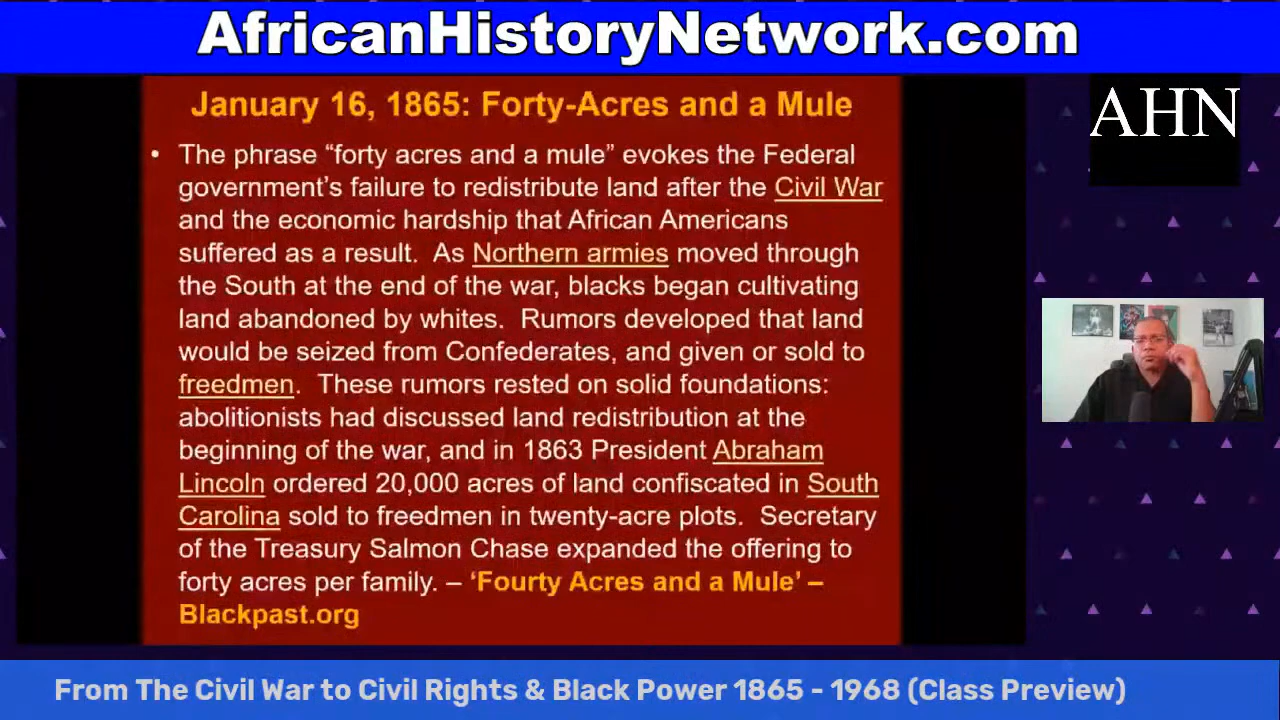 AfricanHistoryNetwork.com
AHN
January 16, 1865: Forty-Acres and a Mule
• The phrase “forty acres and a mule” evokes the Federal
government’s failure to redistribute land after the Civil War
and the economic hardship that African Americans
suffered as a result.  As Northern armies moved through
the South at the end of the war, blacks began cultivating
land abandoned by whites.  Rumors developed that land
would be seized from Confederates, and given or sold to
freedmen.  These rumors rested on solid foundations:
abolitionists had discussed land redistribution at the
beginning of the war, and in 1863 President Abraham
Lincoln ordered 20,000 acres of land confiscated in South
Carolina sold to freedmen in twenty-acre plots.  Secretary
of the Treasury Salmon Chase expanded the offering to
forty acres per family. – ‘Fourty Acres and a Mule’ –
Blackpast.org
From The Civil War to Civil Rights & Black Power 1865 - 1968 (Class Preview)